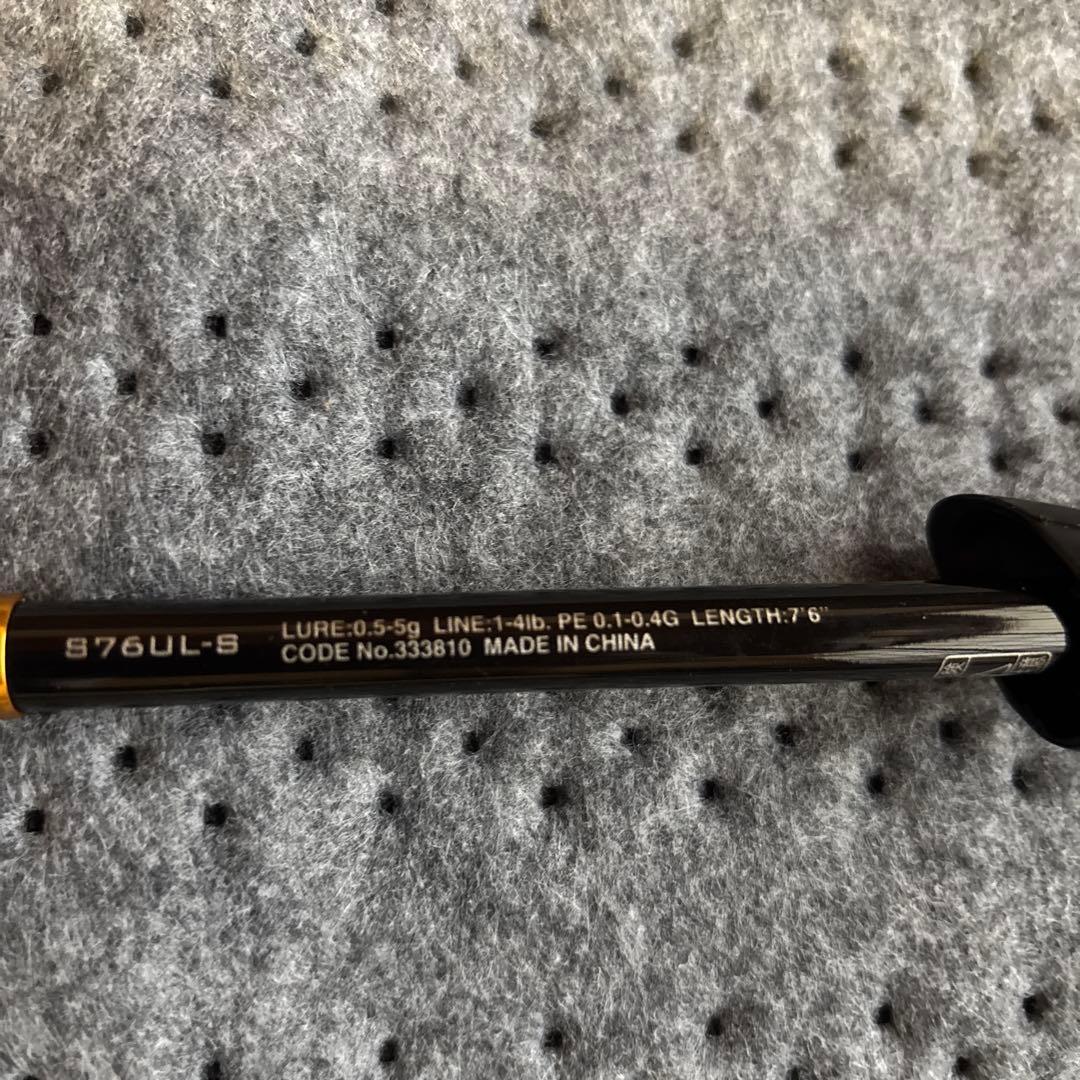 S76UL-S
LURE:0.5-5g LINE:1-4lb. PE 0.1-0.4G LENGTH:7'6"
CODE No.333810 MADE IN CHINA